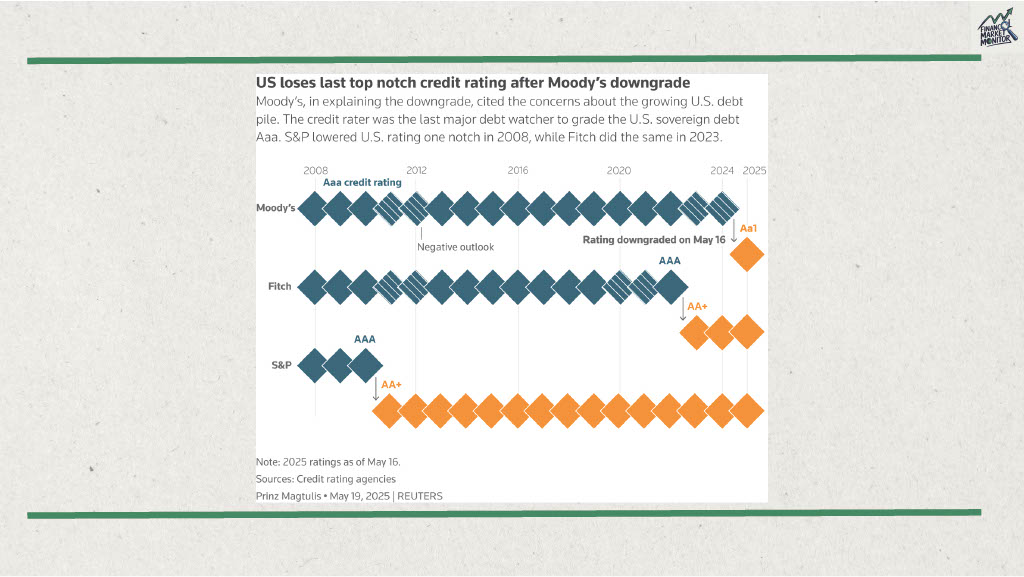 FINANCIAL
MARKET
MONITOR
US loses last top notch credit rating after Moody's downgrade
Moody's, in explaining the downgrade, cited the concerns about the growing U.S. debt
pile. The credit rater was the last major debt watcher to grade the U.S. sovereign debt
Aaa. S&P lowered U.S. rating one notch in 2008, while Fitch did the same in 2023.
2008 2012 2016 2020 2024 2025
Aaa credit rating
Moody's
Aa1
Rating downgraded on May 16
Negative outlook
AAA
Fitch
AA+
AAA
S&P
AA+
Note: 2025 ratings as of May 16.
Sources: Credit rating agencies
Prinz Magtulis • May 19, 2025 | REUTERS